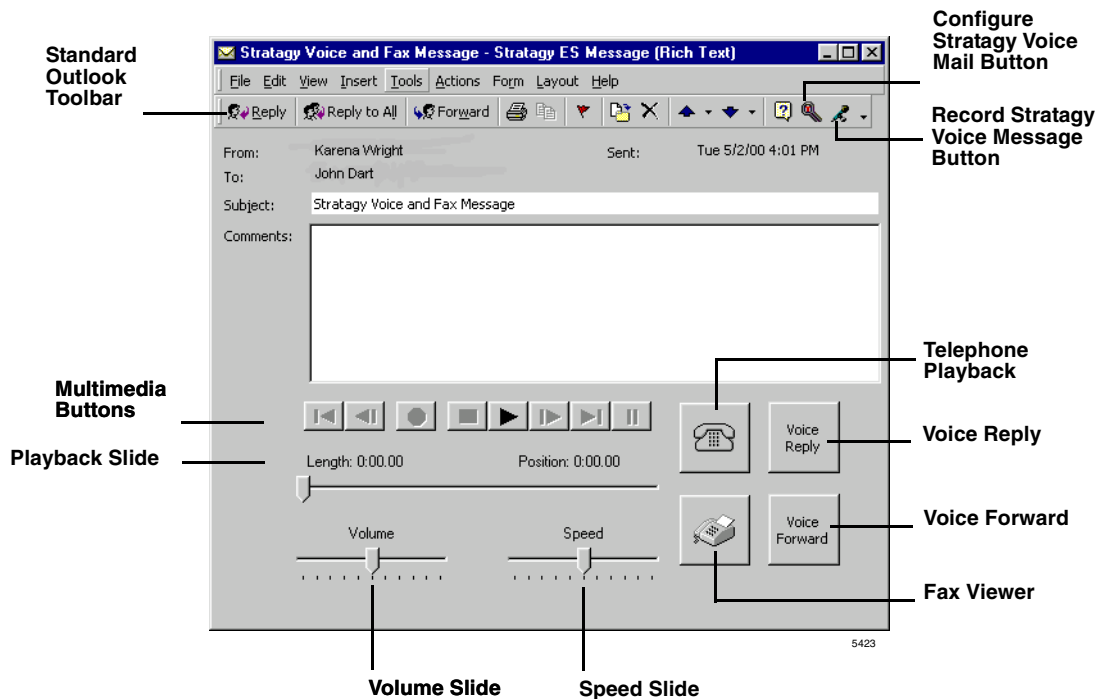 Configure
Stratagy Voice
Mail Button
Standard
Outlook
Toolbar
Stratagy Voice and Fax Message - Stratagy ES Message (Rich Text)
File Edit View Insert Tools Actions Form Layout Help
Reply Reply to All Forward
Record Stratagy
Voice Message
Button
From: Karena Wright Sent: Tue 5/2/00 4:01 PM
To: John Dart
Subject: Stratagy Voice and Fax Message
Comments:
Telephone
Playback
Multimedia
Buttons
Voice
Reply
Voice Reply
Playback Slide
Length: 0:00.00 Position: 0:00.00
Volume Speed
Voice
Forward
Voice Forward
Fax Viewer
5423
Volume Slide Speed Slide